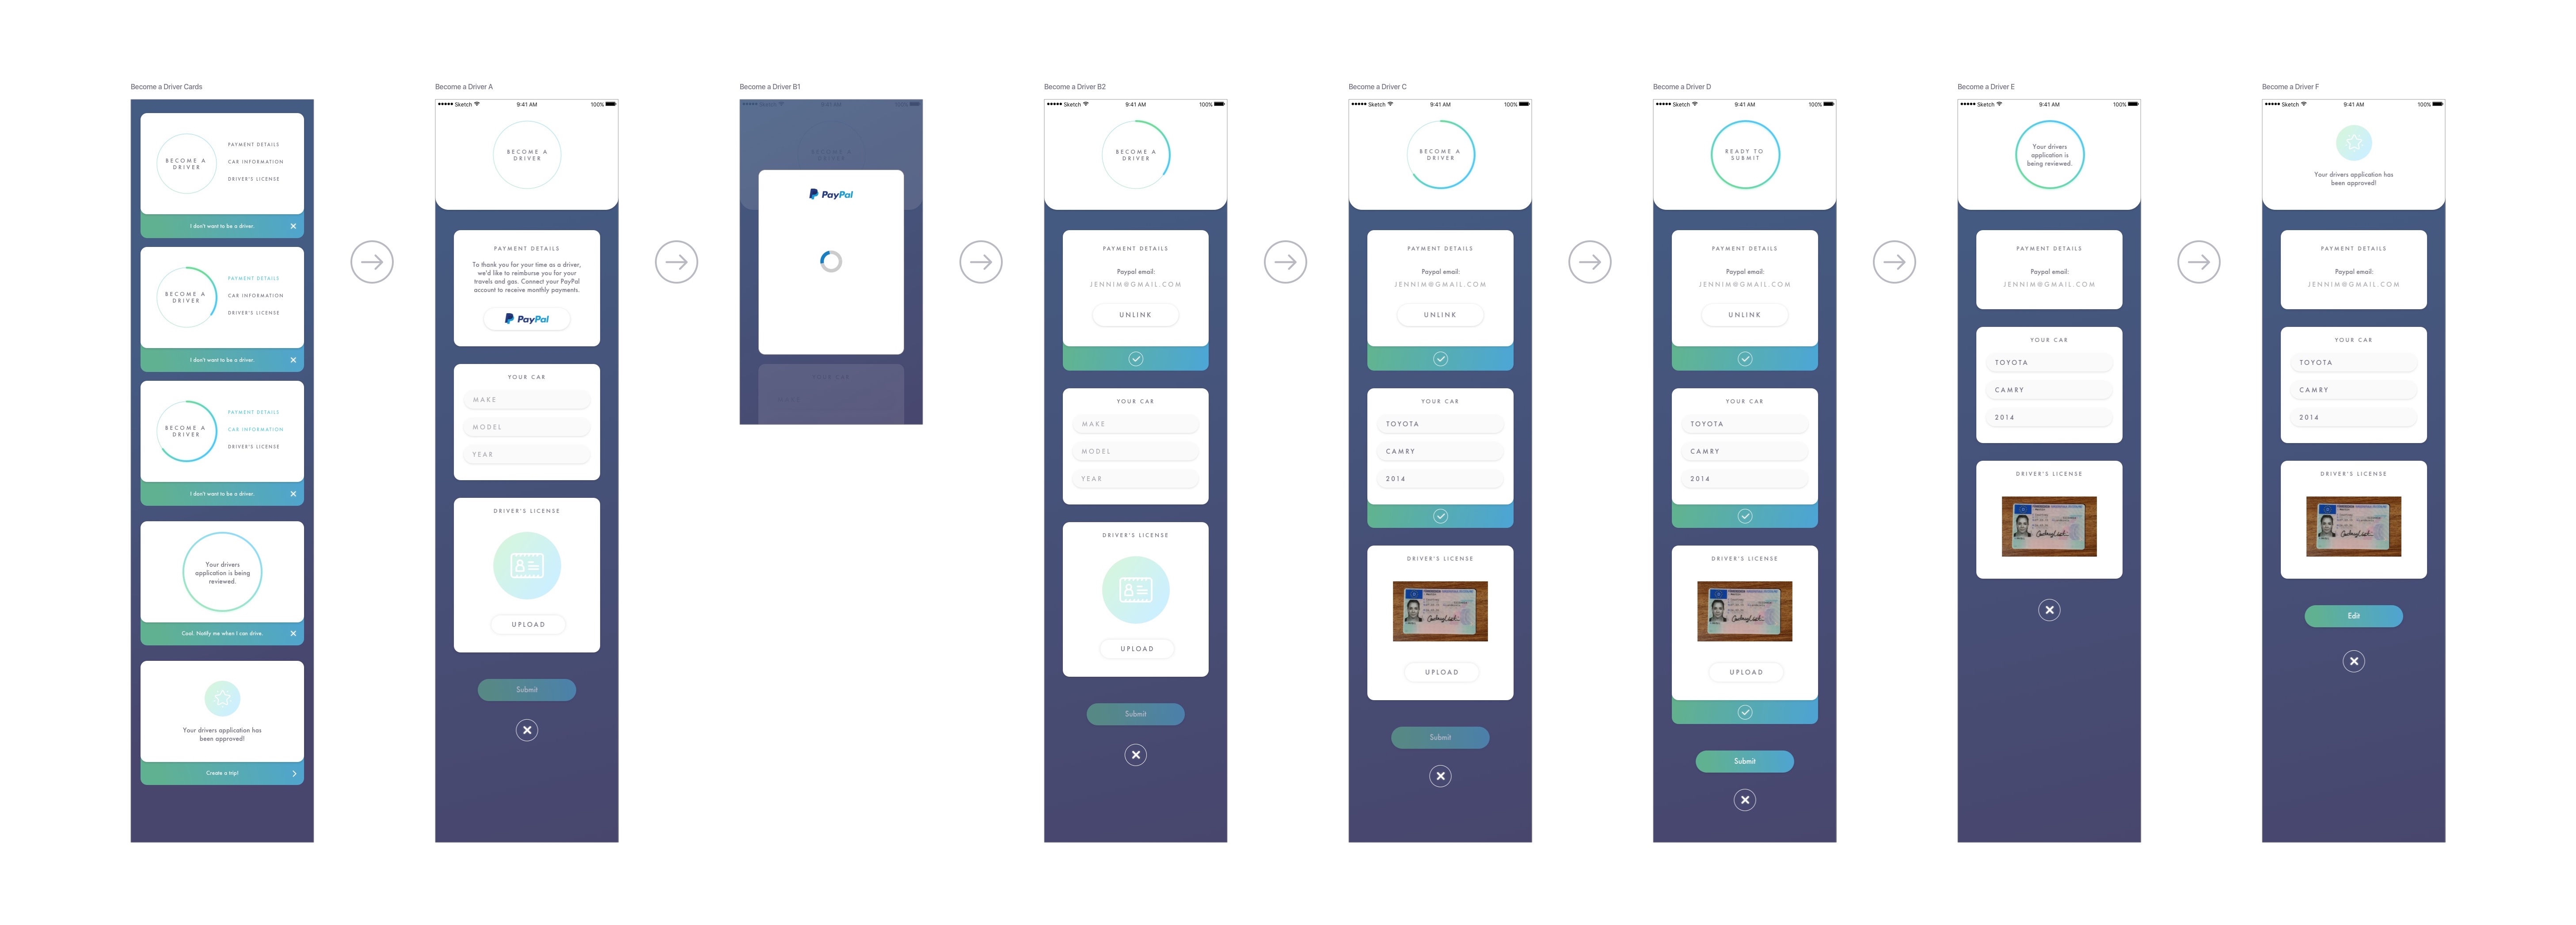 Become a Driver Cards
BECOME A
DRIVER
PAYMENT DETAILS
CAR INFORMATION
DRIVER'S LICENSE
I don't want to be a driver.
BECOME A
DRIVER
PAYMENT DETAILS
CAR INFORMATION
DRIVER'S LICENSE
I don't want to be a driver.
BECOME A
DRIVER
PAYMENT DETAILS
CAR INFORMATION
DRIVER'S LICENSE
I don't want to be a driver.
Your drivers
application is being
reviewed.
Cool. Notify me when I can drive.
Your drivers application has
been approved!
Create a trip!
Become a Driver A
Sketch 9:41 AM 100%
BECOME A
DRIVER
PAYMENT DETAILS
To thank you for your time as a driver,
we'd like to reimburse you for your
travels and gas. Connect your PayPal
account to receive monthly payments.
PayPal
YOUR CAR
MAKE
MODEL
YEAR
DRIVER'S LICENSE
UPLOAD
Submit
Become a Driver B1
Sketch 9:41 AM
BECOME A
DRIVER
PayPal
YOUR CAR
MAKE
Become a Driver B2
Sketch 9:41 AM 100%
BECOME A
DRIVER
PAYMENT DETAILS
Paypal email:
JENNIM@GMAIL.COM
UNLINK
YOUR CAR
MAKE
MODEL
YEAR
DRIVER'S LICENSE
UPLOAD
Submit
Become a Driver C
Sketch 9:41 AM 100%
BECOME A
DRIVER
PAYMENT DETAILS
Paypal email:
JENNIM@GMAIL.COM
UNLINK
YOUR CAR
TOYOTA
CAMRY
2014
DRIVER'S LICENSE
UPLOAD
Submit
Become a Driver D
Sketch 9:41 AM 100%
READY TO
SUBMIT
PAYMENT DETAILS
Paypal email:
JENNIM@GMAIL.COM
UNLINK
YOUR CAR
TOYOTA
CAMRY
2014
DRIVER'S LICENSE
UPLOAD
Submit
Become a Driver E
Sketch 9:41 AM 100%
Your drivers
application is
being reviewed.
PAYMENT DETAILS
Paypal email:
JENNIM@GMAIL.COM
YOUR CAR
TOYOTA
CAMRY
2014
DRIVER'S LICENSE
Become a Driver F
Sketch 9:41 AM 100%
Your drivers application has
been approved!
PAYMENT DETAILS
Paypal email:
JENNIM@GMAIL.COM
YOUR CAR
TOYOTA
CAMRY
2014
DRIVER'S LICENSE
Edit